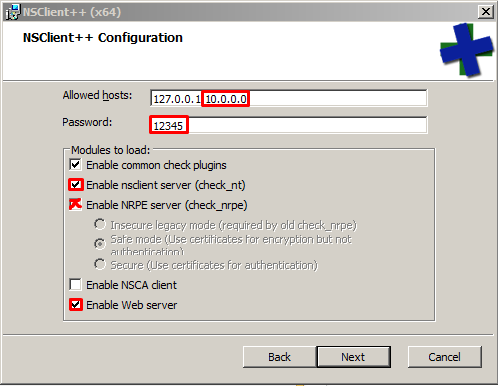 NSClient++ (x64)
NSClient++ Configuration
Allowed hosts:
127.0.0.1 10.0.0.0
Password:
12345
Modules to load:
Enable common check plugins
Enable nsclient server (check_nt)
Enable NRPE server (check_nrpe)
Insecure legacy mode (required by old check_nrpe)
Safe mode (Use certificates for encryption but not
authentication)
Secure (Use certificates for authentication)
Enable NSCA client
Enable Web server
Back
Next
Cancel